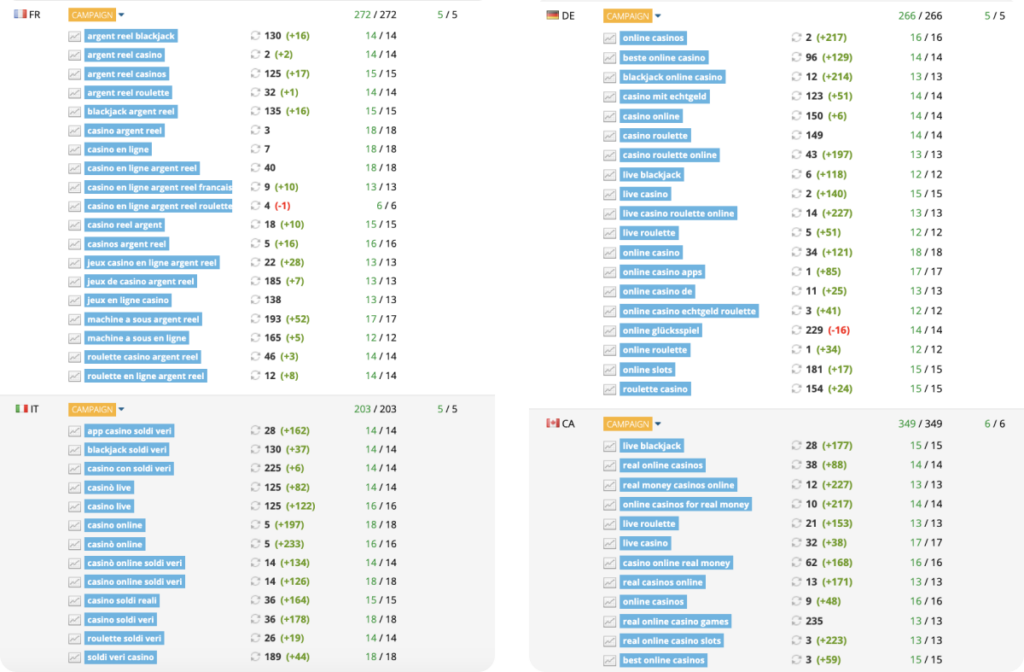 FR CAMPAIGN 272 / 272 5 / 5
argent reel blackjack 130 (+16) 14 / 14
argent reel casino 2 (+2) 14 / 14
argent reel casinos 125 (+17) 15 / 15
argent reel roulette 32 (+1) 14 / 14
blackjack argent reel 135 (+16) 15 / 15
casino argent reel 3 18 / 18
casino en ligne 7 18 / 18
casino en ligne argent reel 40 18 / 18
casino en ligne argent reel francais 9 (+10) 13 / 13
casino en ligne argent reel roulette 4 (-1) 6 / 6
casino reel argent 18 (+10) 15 / 15
casinos argent reel 5 (+16) 16 / 16
jeux casino en ligne argent reel 22 (+28) 13 / 13
jeux de casino argent reel 185 (+7) 13 / 13
jeux en ligne casino 138 13 / 13
machine a sous argent reel 193 (+52) 17 / 17
machine a sous en ligne 165 (+5) 12 / 12
roulette casino argent reel 46 (+3) 14 / 14
roulette en ligne argent reel 12 (+8) 14 / 14
IT CAMPAIGN 203 / 203 5 / 5
app casino soldi veri 28 (+162) 14 / 14
blackjack soldi veri 130 (+37) 14 / 14
casino con soldi veri 225 (+6) 14 / 14
casinò live 125 (+82) 14 / 14
casino live 125 (+122) 16 / 16
casino online 5 (+197) 18 / 18
casinò online 5 (+233) 16 / 16
casinò online soldi veri 14 (+134) 14 / 14
casino online soldi veri 14 (+126) 18 / 18
casino soldi reali 36 (+164) 15 / 15
casino soldi veri 36 (+178) 18 / 18
roulette soldi veri 26 (+19) 14 / 14
soldi veri casino 189 (+44) 18 / 18
DE CAMPAIGN 266 / 266 5 / 5
online casinos 2 (+217) 16 / 16
beste online casino 96 (+129) 14 / 14
blackjack online casino 12 (+214) 13 / 13
casino mit echtgeld 123 (+51) 14 / 14
casino online 150 (+6) 14 / 14
casino roulette 149 14 / 14
casino roulette online 43 (+197) 13 / 13
live blackjack 6 (+118) 12 / 12
live casino 2 (+140) 15 / 15
live casino roulette online 14 (+227) 13 / 13
live roulette 5 (+51) 12 / 12
online casino 34 (+121) 18 / 18
online casino apps 1 (+85) 17 / 17
online casino de 11 (+25) 13 / 13
online casino echtgeld roulette 3 (+41) 12 / 12
online glücksspiel 229 (-16) 14 / 14
online roulette 1 (+34) 12 / 12
online slots 181 (+17) 15 / 15
roulette casino 154 (+24) 15 / 15
CA CAMPAIGN 349 / 349 6 / 6
live blackjack 28 (+177) 15 / 15
real online casinos 38 (+88) 14 / 14
real money casinos online 12 (+227) 13 / 13
online casinos for real money 10 (+217) 14 / 14
live roulette 21 (+153) 13 / 13
live casino 32 (+38) 17 / 17
casino online real money 62 (+168) 16 / 16
real casinos online 13 (+171) 13 / 13
online casinos 9 (+48) 16 / 16
real online casino games 235 13 / 13
real online casino slots 3 (+223) 13 / 13
best online casinos 3 (+59) 15 / 15